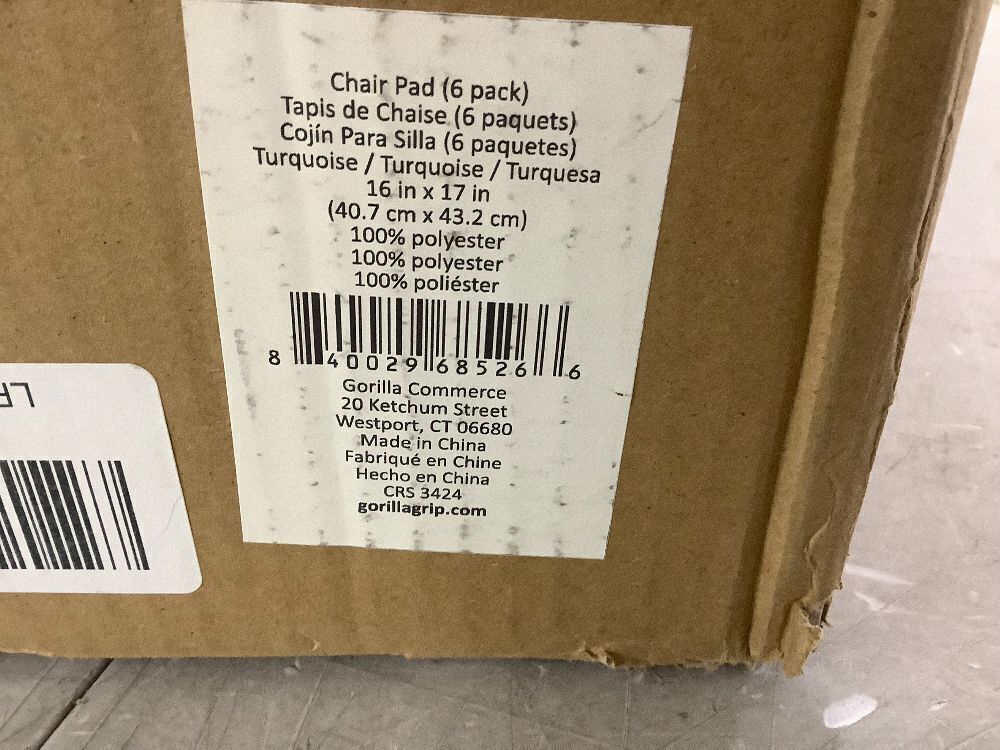 Chair Pad (6 pack)
Tapis de Chaise (6 paquets)
Cojín Para Silla (6 paquetes)
Turquoise / Turquoise / Turquesa
16 in x 17 in
(40.7 cm x 43.2 cm)
100% polyester
100% polyester
100% poliéster
8 40029 68526 6
Gorilla Commerce
20 Ketchum Street
Westport, CT 06680
Made in China
Fabriqué en Chine
Hecho en China
CRS 3424
gorillagrip.com